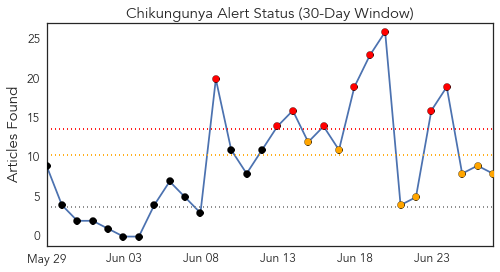 Chikungunya Alert Status (30-Day Window)
Articles Found
25
20
15
10
5
0
May 29
Jun 03
Jun 08
Jun 13
Jun 18
Jun 23